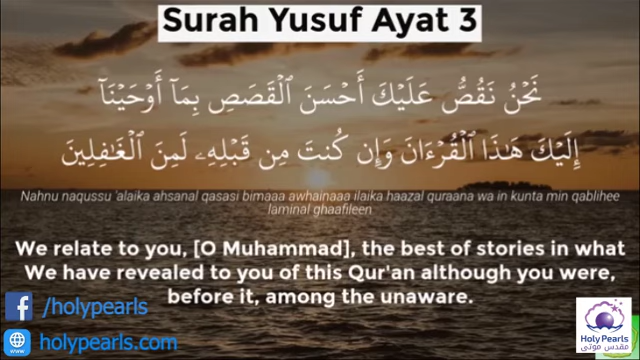 Surah Yusuf Ayat 3
نَحْنُ نَقُصُّ عَلَيْكَ أَحْسَنَ ٱلْقَصَصِ بِمَآ أَوْحَيْنَآ
إِلَيْكَ هَـٰذَا ٱلْقُرْءَانَ وَإِن كُنتَ مِن قَبْلِهِۦ لَمِنَ ٱلْغَـٰفِلِينَ
Nahnu naqussu 'alaika ahsanal qasasi bimaaa awhainaaa ilaika haazal quraana wa in kunta min qablihee
laminal ghaafileen
We relate to you, [O Muhammad], the best of stories in what
We have revealed to you of this Qur'an although you were,
before it, among the unaware.
/holypearls
www
holypearls.com
Holy Pearls
مقدس موتی